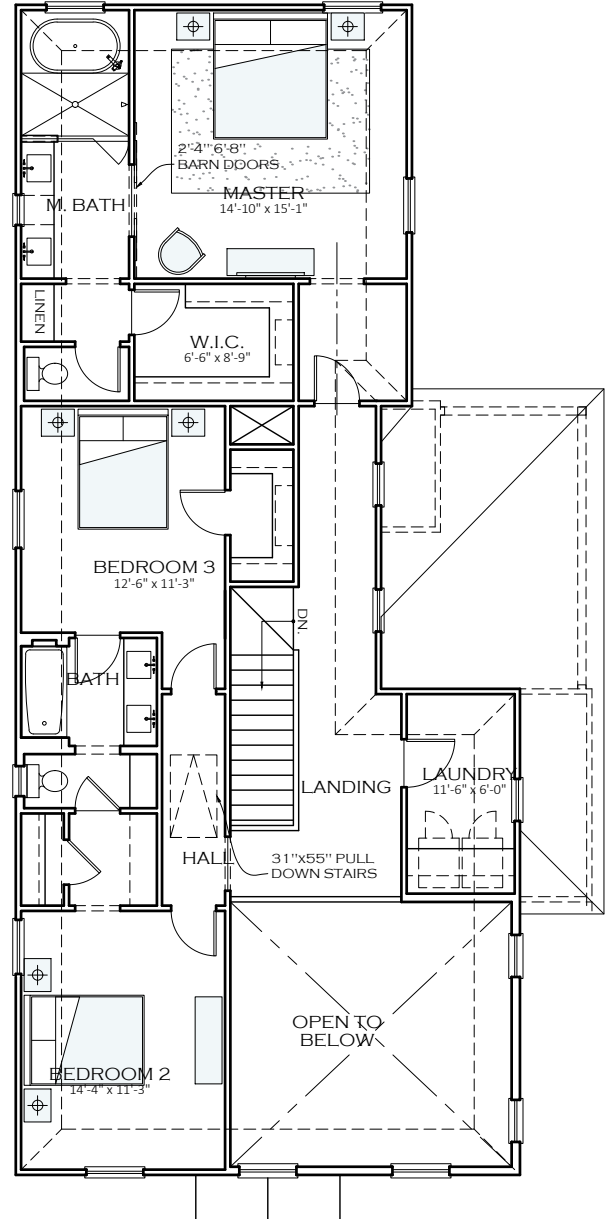 2'-4" 6'-8"
BARN DOORS
MASTER
14'-10" x 15'-1"
M. BATH
LINEN
W.I.C.
6'-6" x 8'-9"
BEDROOM 3
12'-6" x 11'-3"
DN.
BATH
LANDING
LAUNDRY
11'-6" x 6'-0"
HALL
31"x55" PULL
DOWN STAIRS
OPEN TO
BELOW
BEDROOM 2
14'-4" x 11'-3"